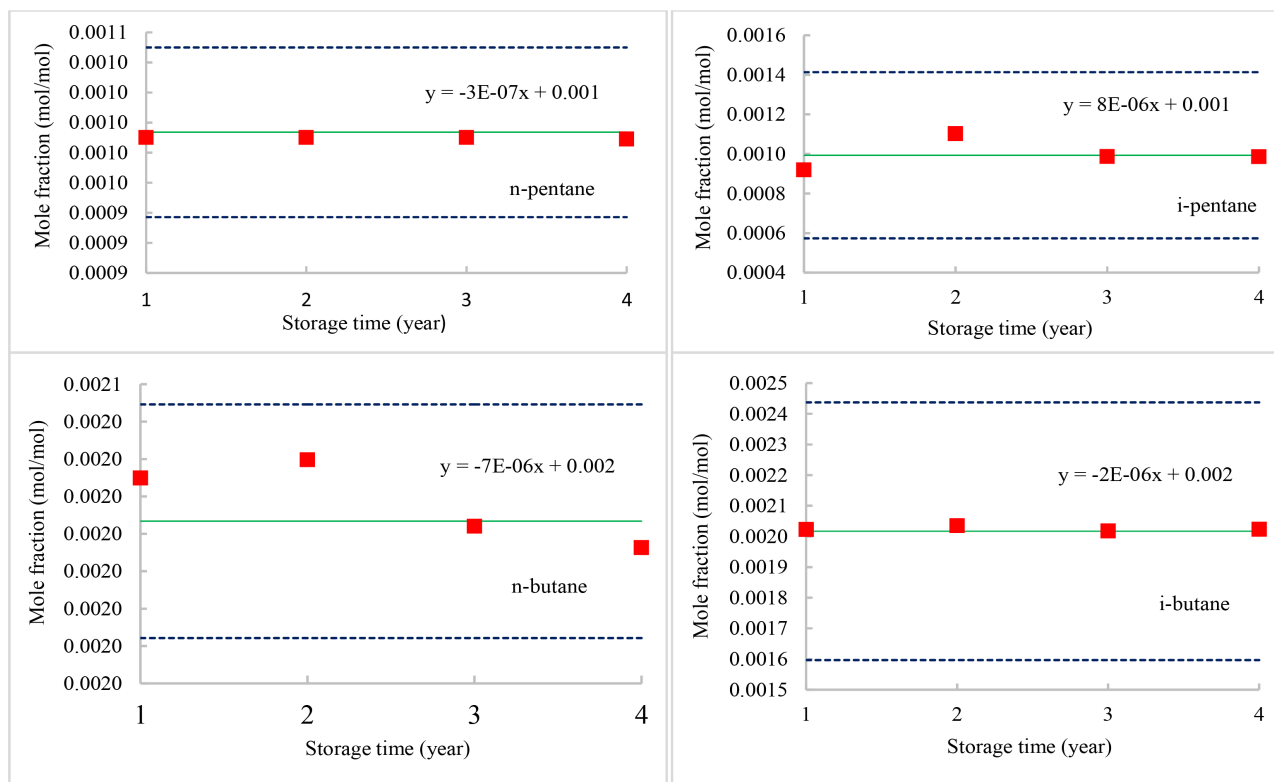 Mole fraction (mol/mol)
0.0011
0.0010
0.0010
0.0010
0.0010
0.0010
0.0009
0.0009
0.0009
y = -3E-07x + 0.001
n-pentane
1 2 3 4
Storage time (year)
Mole fraction (mol/mol)
0.0016
0.0014
0.0012
0.0010
0.0008
0.0006
0.0004
y = 8E-06x + 0.001
i-pentane
1 2 3 4
Storage time (year)
Mole fraction (mol/mol)
0.0021
0.0020
0.0020
0.0020
0.0020
0.0020
0.0020
0.0020
0.0020
y = -7E-06x + 0.002
n-butane
1 2 3 4
Storage time (year)
Mole fraction (mol/mol)
0.0025
0.0024
0.0023
0.0022
0.0021
0.0020
0.0019
0.0018
0.0017
0.0016
0.0015
y = -2E-06x + 0.002
i-butane
1 2 3 4
Storage time (year)